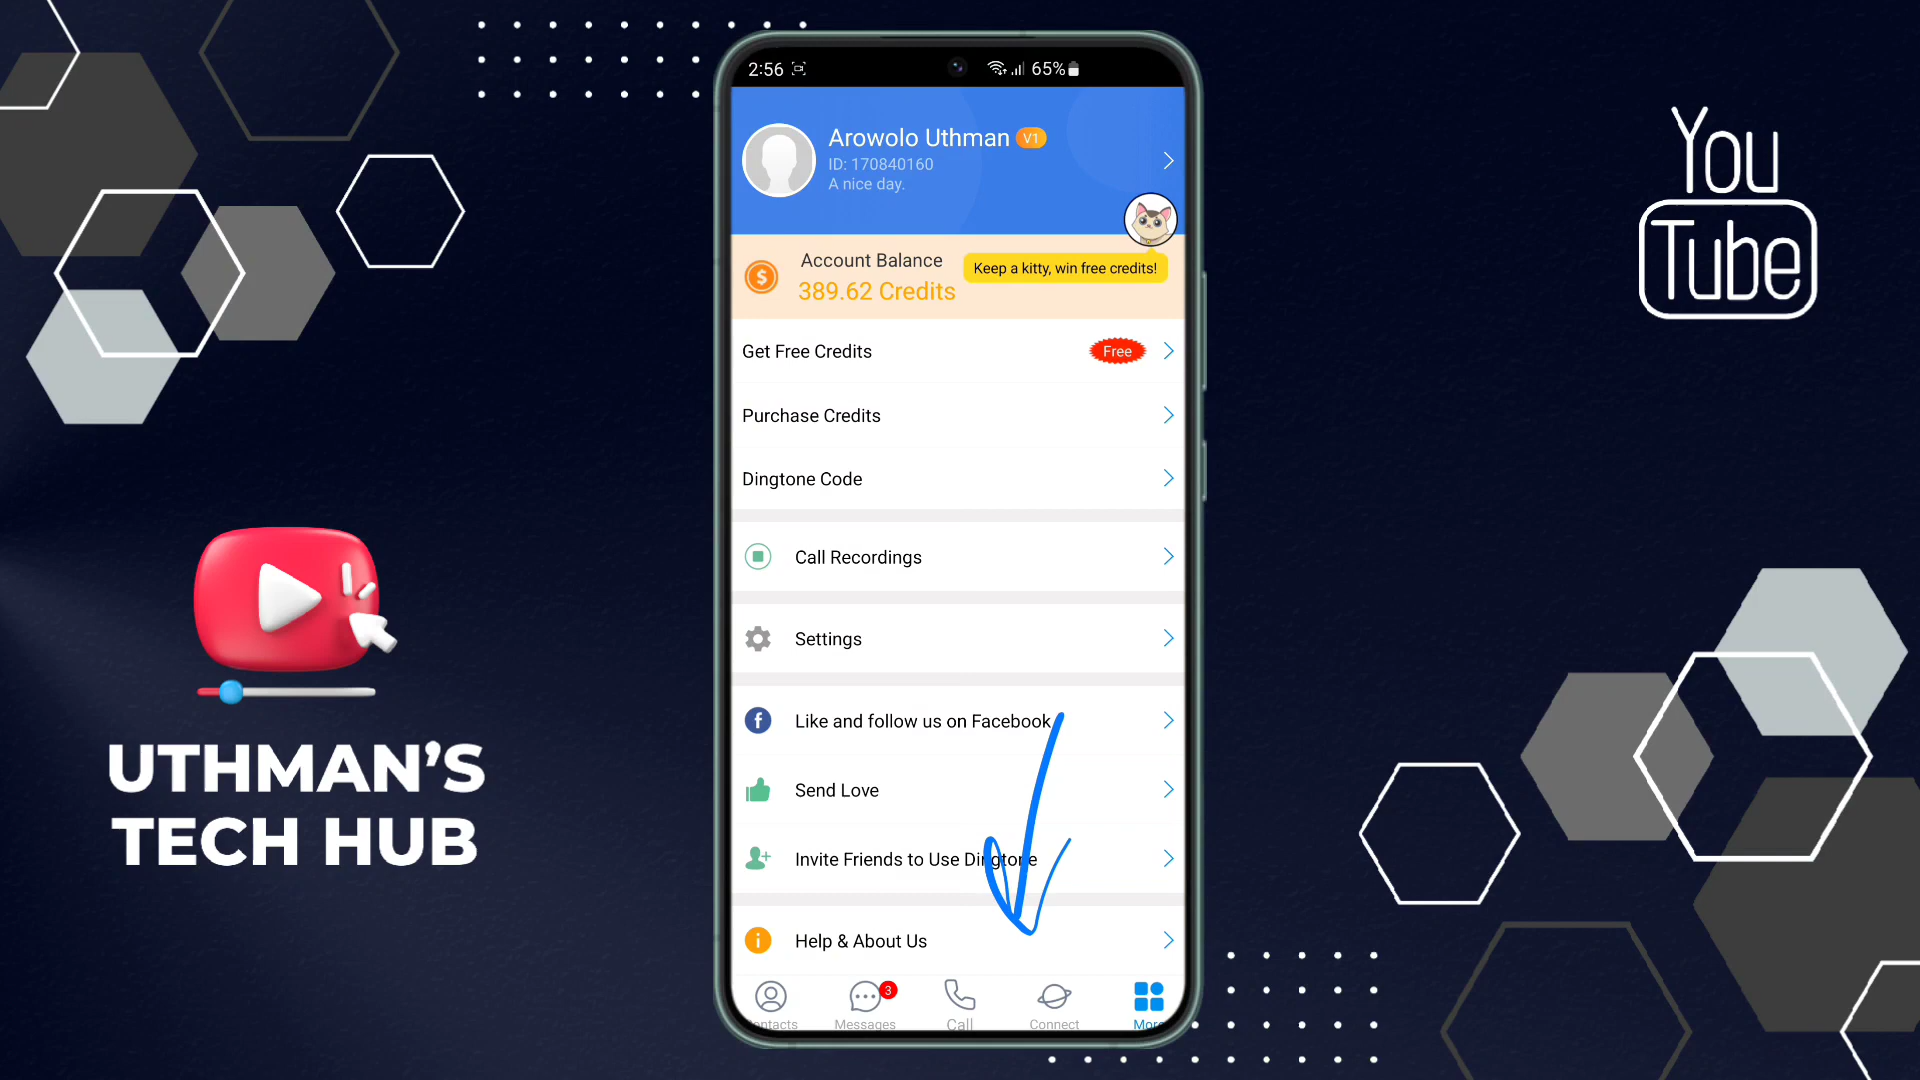 2:56
65%
Arowolo Uthman V1
ID: 170840160
A nice day.
Account Balance
389.62 Credits
Keep a kitty, win free credits!
Get Free Credits
Free
Purchase Credits
Dingtone Code
Call Recordings
Settings
Like and follow us on Facebook
Send Love
Invite Friends to Use Dingtone
Help & About Us
ontacts
Messages
3
Call
Connect
More
You
Tube
UTHMAN'S
TECH HUB